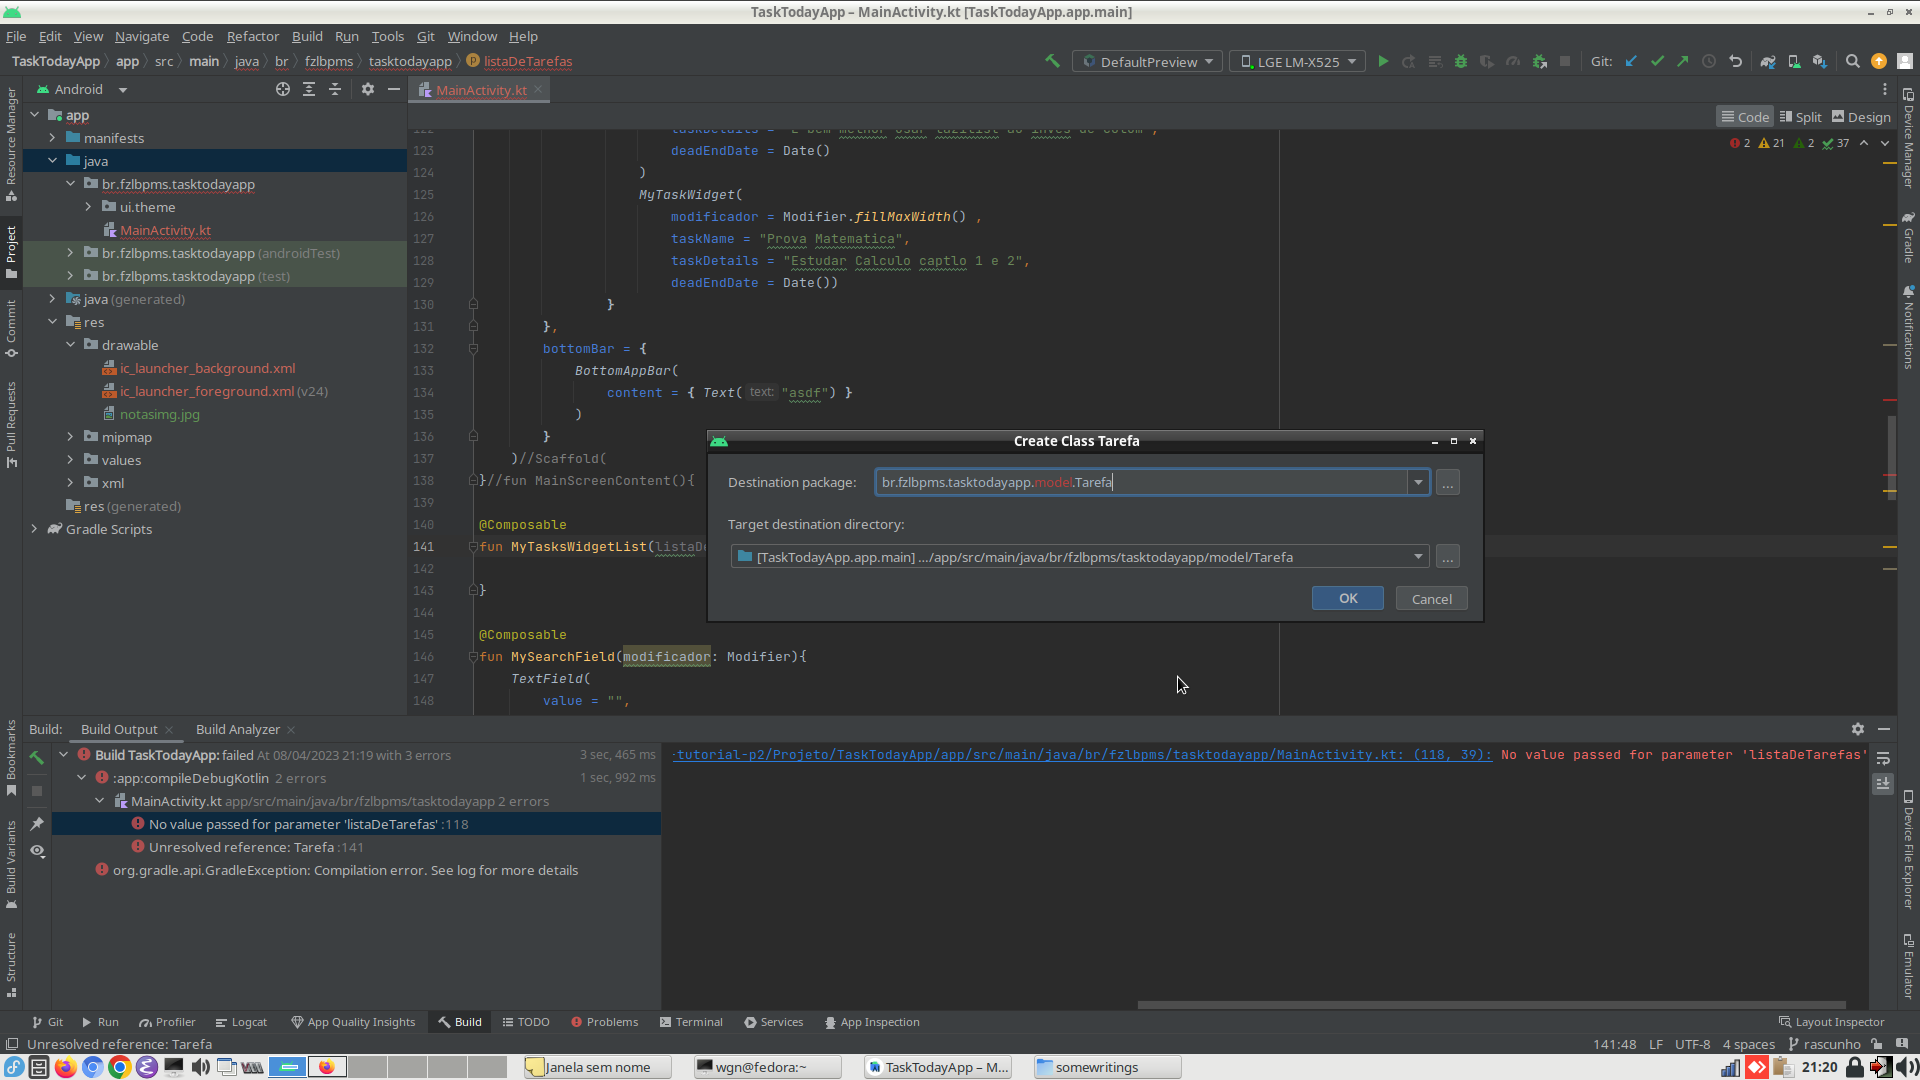 TaskTodayApp – MainActivity.kt [TaskTodayApp.app.main]
File Edit View Navigate Code Refactor Build Run Tools Git Window Help
TaskTodayApp app src main java br fzlbpms tasktodayapp listaDeTarefas
DefaultPreview LGE LM-X525 Git:
Android
MainActivity.kt
Code Split Design
2 21 2 37
Resource Manager
Project
Commit
Pull Requests
Bookmarks
Build Variants
Structure
app
manifests
java
br.fzlbpms.tasktodayapp
ui.theme
MainActivity.kt
br.fzlbpms.tasktodayapp (androidTest)
br.fzlbpms.tasktodayapp (test)
java (generated)
res
drawable
ic_launcher_background.xml
ic_launcher_foreground.xml (v24)
notasimg.jpg
mipmap
values
xml
res (generated)
Gradle Scripts
123 deadEndDate = Date()
124 )
125 MyTaskWidget(
126 modificador = Modifier.fillMaxWidth() ,
127 taskName = "Prova Matematica",
128 taskDetails = "Estudar Calculo captlo 1 e 2",
129 deadEndDate = Date())
130 }
131 },
132 bottomBar = {
133 BottomAppBar(
134 content = { Text( text: "asdf") }
135 )
136 }
137 )//Scaffold(
138 }//fun MainScreenContent(){
140 @Composable
141 fun MyTasksWidgetList(listaD
142
143 }
144
145 @Composable
146 fun MySearchField(modificador: Modifier){
147 TextField(
148 value = "",
Create Class Tarefa
Destination package: br.fzlbpms.tasktodayapp.model.Tarefa ...
Target destination directory:
[TaskTodayApp.app.main] .../app/src/main/java/br/fzlbpms/tasktodayapp/model/Tarefa ...
OK Cancel
Device Manager
Gradle
Notifications
Device File Explorer
Emulator
Build: Build Output Build Analyzer
Build TaskTodayApp: failed At 08/04/2023 21:19 with 3 errors 3 sec, 465 ms
:app:compileDebugKotlin 2 errors 1 sec, 992 ms
MainActivity.kt app/src/main/java/br/fzlbpms/tasktodayapp 2 errors
No value passed for parameter 'listaDeTarefas' :118
Unresolved reference: Tarefa :141
org.gradle.api.GradleException: Compilation error. See log for more details
-tutorial-p2/Projeto/TaskTodayApp/app/src/main/java/br/fzlbpms/tasktodayapp/MainActivity.kt: (118, 39): No value passed for parameter 'listaDeTarefas'
Git Run Profiler Logcat App Quality Insights Build TODO Problems Terminal Services App Inspection Layout Inspector
Unresolved reference: Tarefa 141:48 LF UTF-8 4 spaces rascunho
Janela sem nome wgn@fedora:~ TaskTodayApp – M... somewritings 21:20